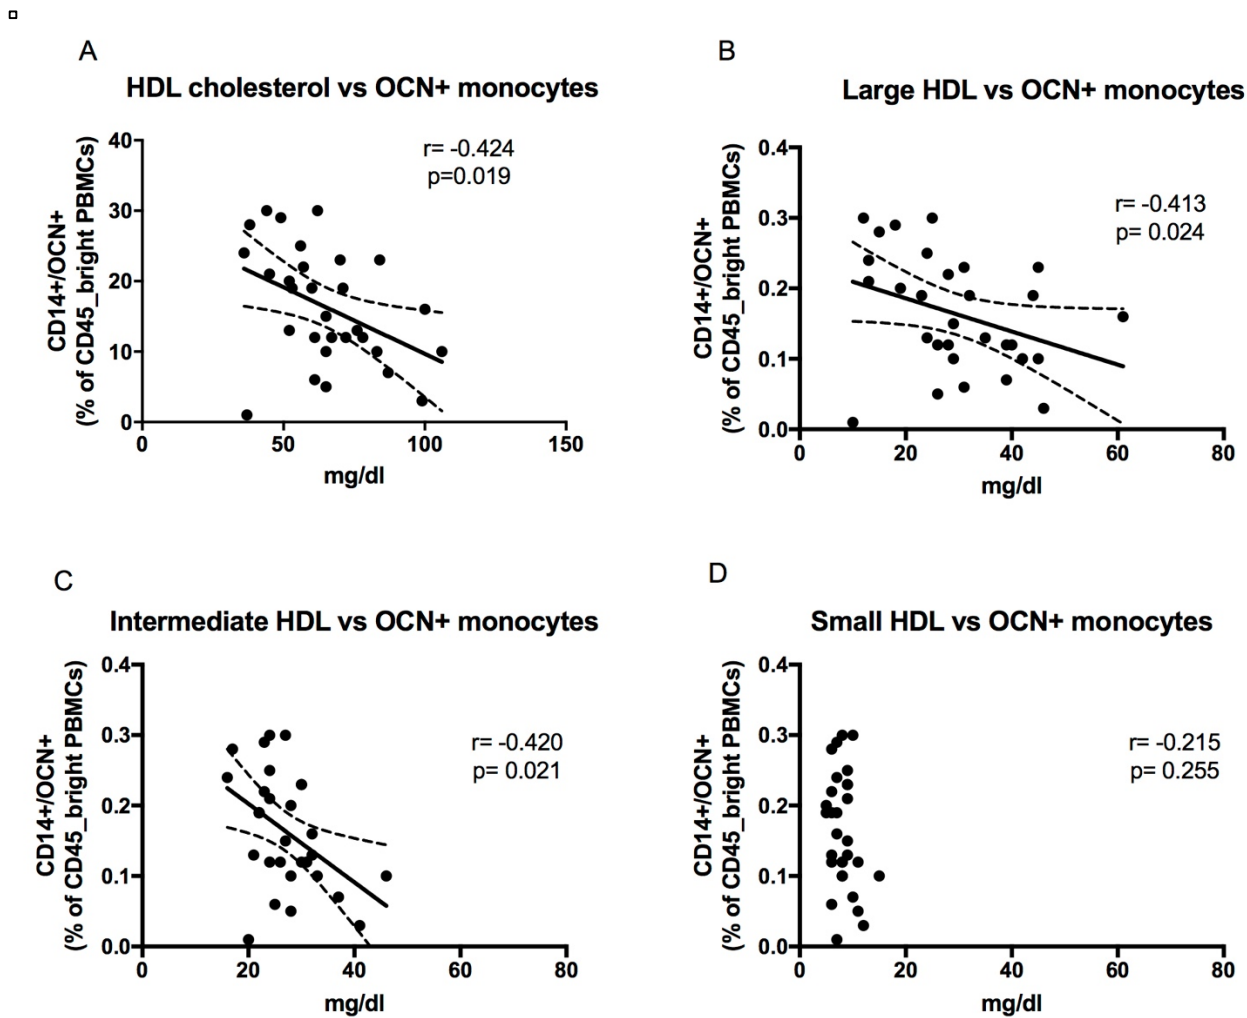 A
HDL cholesterol vs OCN+ monocytes
CD14+/OCN+
(% of CD45_bright PBMCs)
40
30
20
10
0
r= -0.424
p=0.019
0 50 100 150
mg/dl
B
Large HDL vs OCN+ monocytes
CD14+/OCN+
(% of CD45_bright PBMCs)
0.4
0.3
0.2
0.1
0.0
r= -0.413
p= 0.024
0 20 40 60 80
mg/dl
C
Intermediate HDL vs OCN+ monocytes
CD14+/OCN+
(% of CD45_bright PBMCs)
0.4
0.3
0.2
0.1
0.0
r= -0.420
p= 0.021
0 20 40 60 80
mg/dl
D
Small HDL vs OCN+ monocytes
CD14+/OCN+
(% of CD45_bright PBMCs)
0.4
0.3
0.2
0.1
0.0
r= -0.215
p= 0.255
0 20 40 60 80
mg/dl